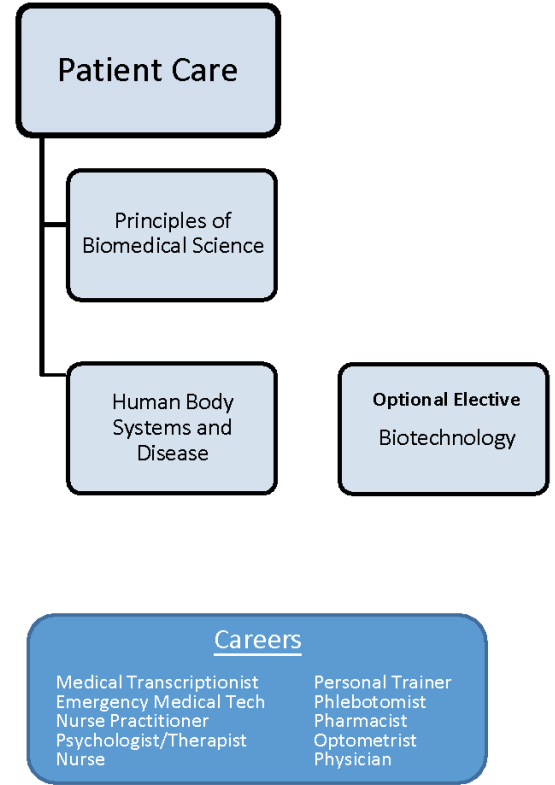 Patient Care
Principles of
Biomedical Science
Human Body
Systems and
Disease
Optional Elective
Biotechnology
Careers
Medical Transcriptionist
Emergency Medical Tech
Nurse Practitioner
Psychologist/Therapist
Nurse
Personal Trainer
Phlebotomist
Pharmacist
Optometrist
Physician